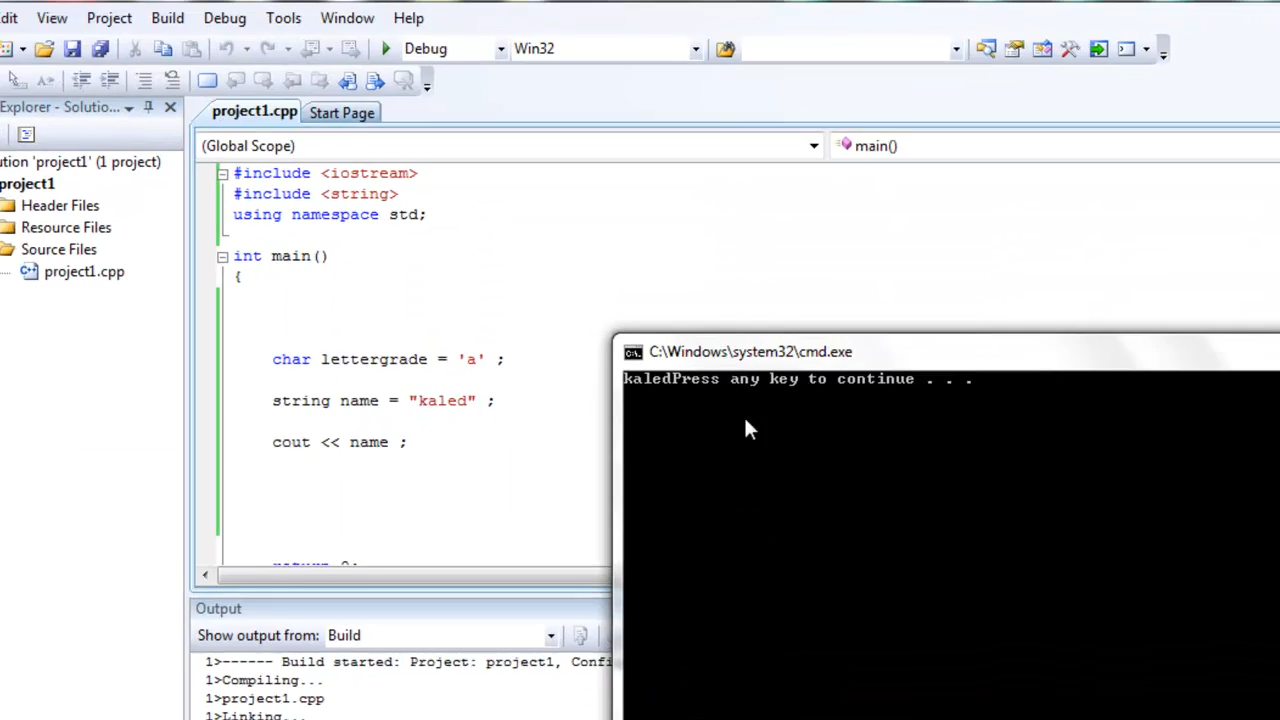 dit View Project Build Debug Tools Window Help
Debug Win32
Explorer - Solutio...
project1.cpp Start Page
(Global Scope) main()
ution 'project1' (1 project)
project1
Header Files
Resource Files
Source Files
project1.cpp
#include <iostream>
#include <string>
using namespace std;
int main()
{
char lettergrade = 'a' ;
string name = "kaled" ;
cout << name ;
return 0;
C:\Windows\system32\cmd.exe
kaledPress any key to continue . . .
Output
Show output from: Build
1>------ Build started: Project: project1, Confi
1>Compiling...
1>project1.cpp
1>Linking...